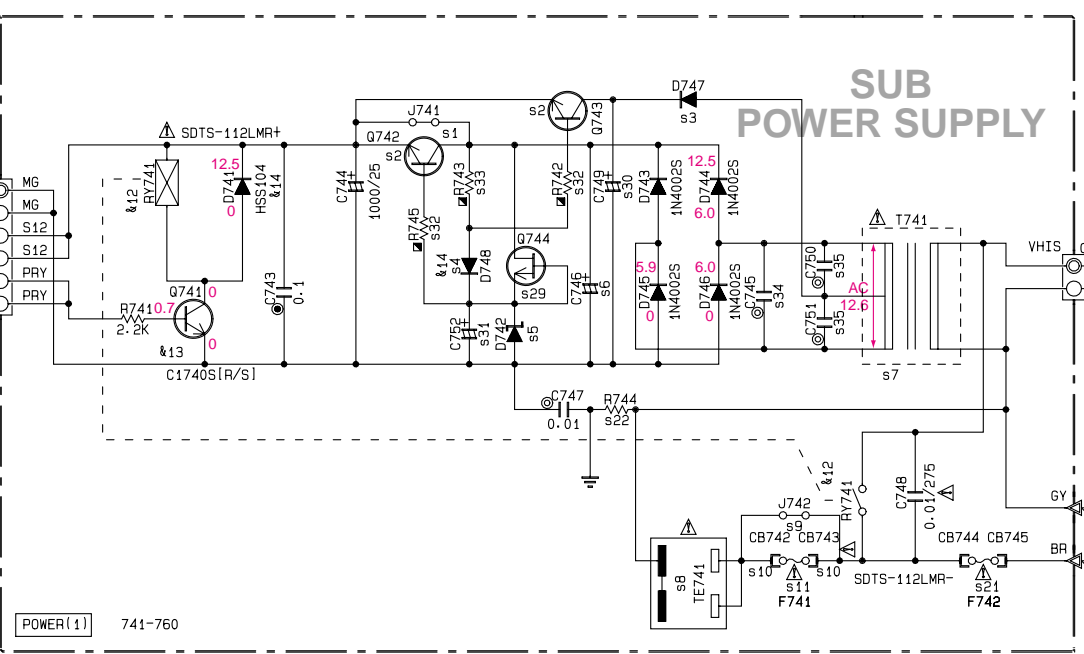 SUB
POWER SUPPLY
D747
s3
s2
Q743
J741
s1
Q742
s2
SDTS-112LMR+
RY741
&12
12.5
D741
0
HSS104
&14
C744
1000/25
R743
s33
R742
s32
C749
s30
D743
1N4002S
12.5
D744
6.0
1N4002S
MG
MG
S12
S12
PRY
PRY
R745
s32
Q744
s29
&14
s4
D748
C746
s6
T741
VHIS
5.9
D745
0
1N4002S
6.0
D746
0
1N4002S
C745
s34
C750
s35
AC
12.6
C751
s35
s7
C743
0.1
Q741
0
R741
0.7
2.2K
0
&13
C1740S[R/S]
C752
s31
D742
s5
C747
0.01
R744
s22
&12
RY741
C748
0.01/275
GY
J742
s9
CB742
CB743
CB744
CB745
BR
s8
TE741
s10
s11
s10
F741
SDTS-112LMR-
s21
F742
POWER(1)
741-760